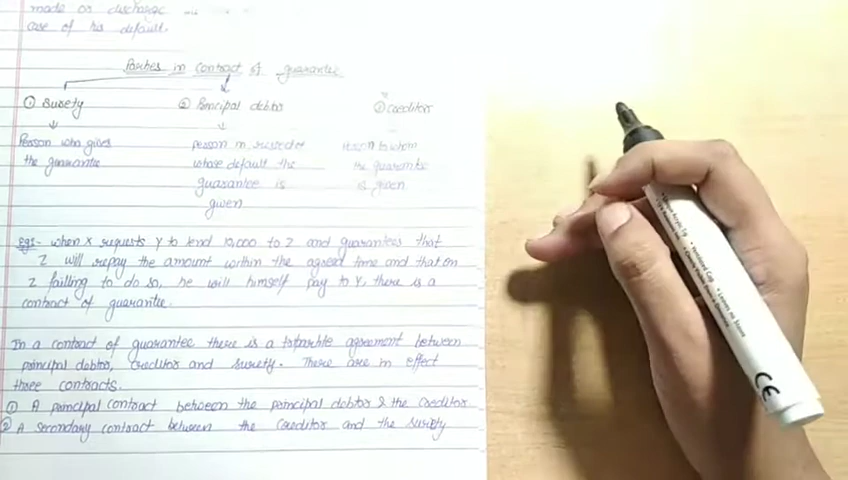 made or discharge
case of his default.
Parties in contract of guarantee
① Surety ② Principal debtor ③ Creditor
Person who gives person in respect of person to whom
the guarantee whose default the the guarantee
guarantee is is given
given
eg:- when X requests Y to lend 10,000 to Z and guarantees that
Z will repay the amount within the agreed time and that on
Z failling to do so, he will himself pay to Y, there is a
contract of guarantee.
In a contract of guarantee there is a tripartite agreement between
principal debtor, creditor and surety. There are in effect
three contracts.
① A principal contract between the principal debtor & the creditor
② A secondary contract between the creditor and the surety
CE